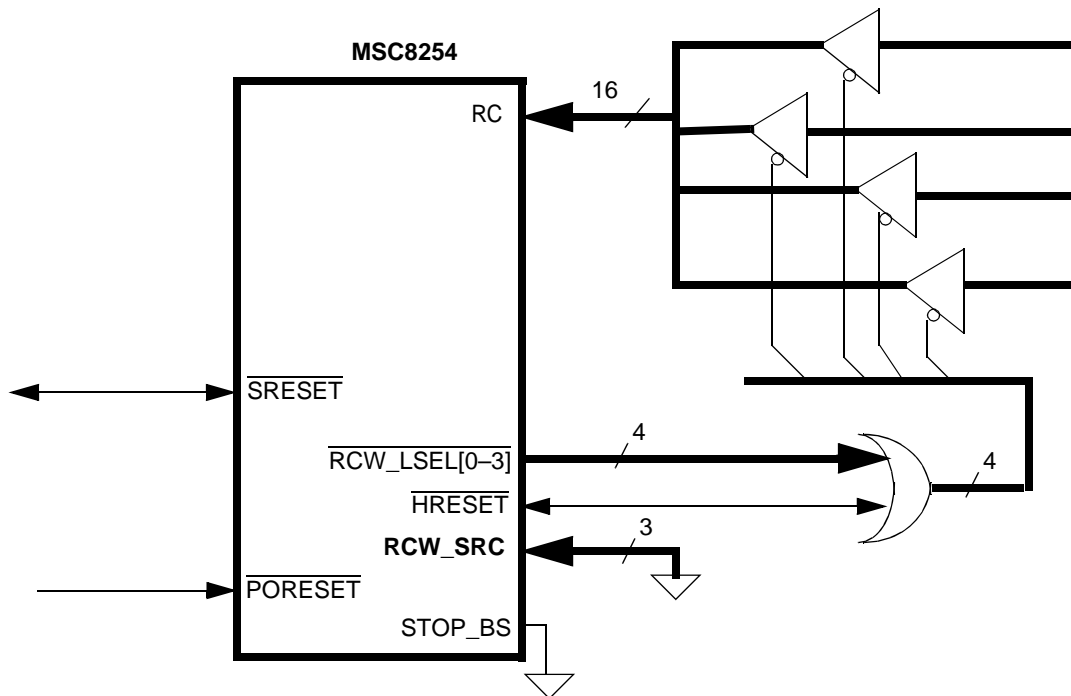 MSC8254
RC
16
SRESET
RCW_LSEL[0–3]
4
HRESET
4
RCW_SRC
3
PORESET
STOP_BS